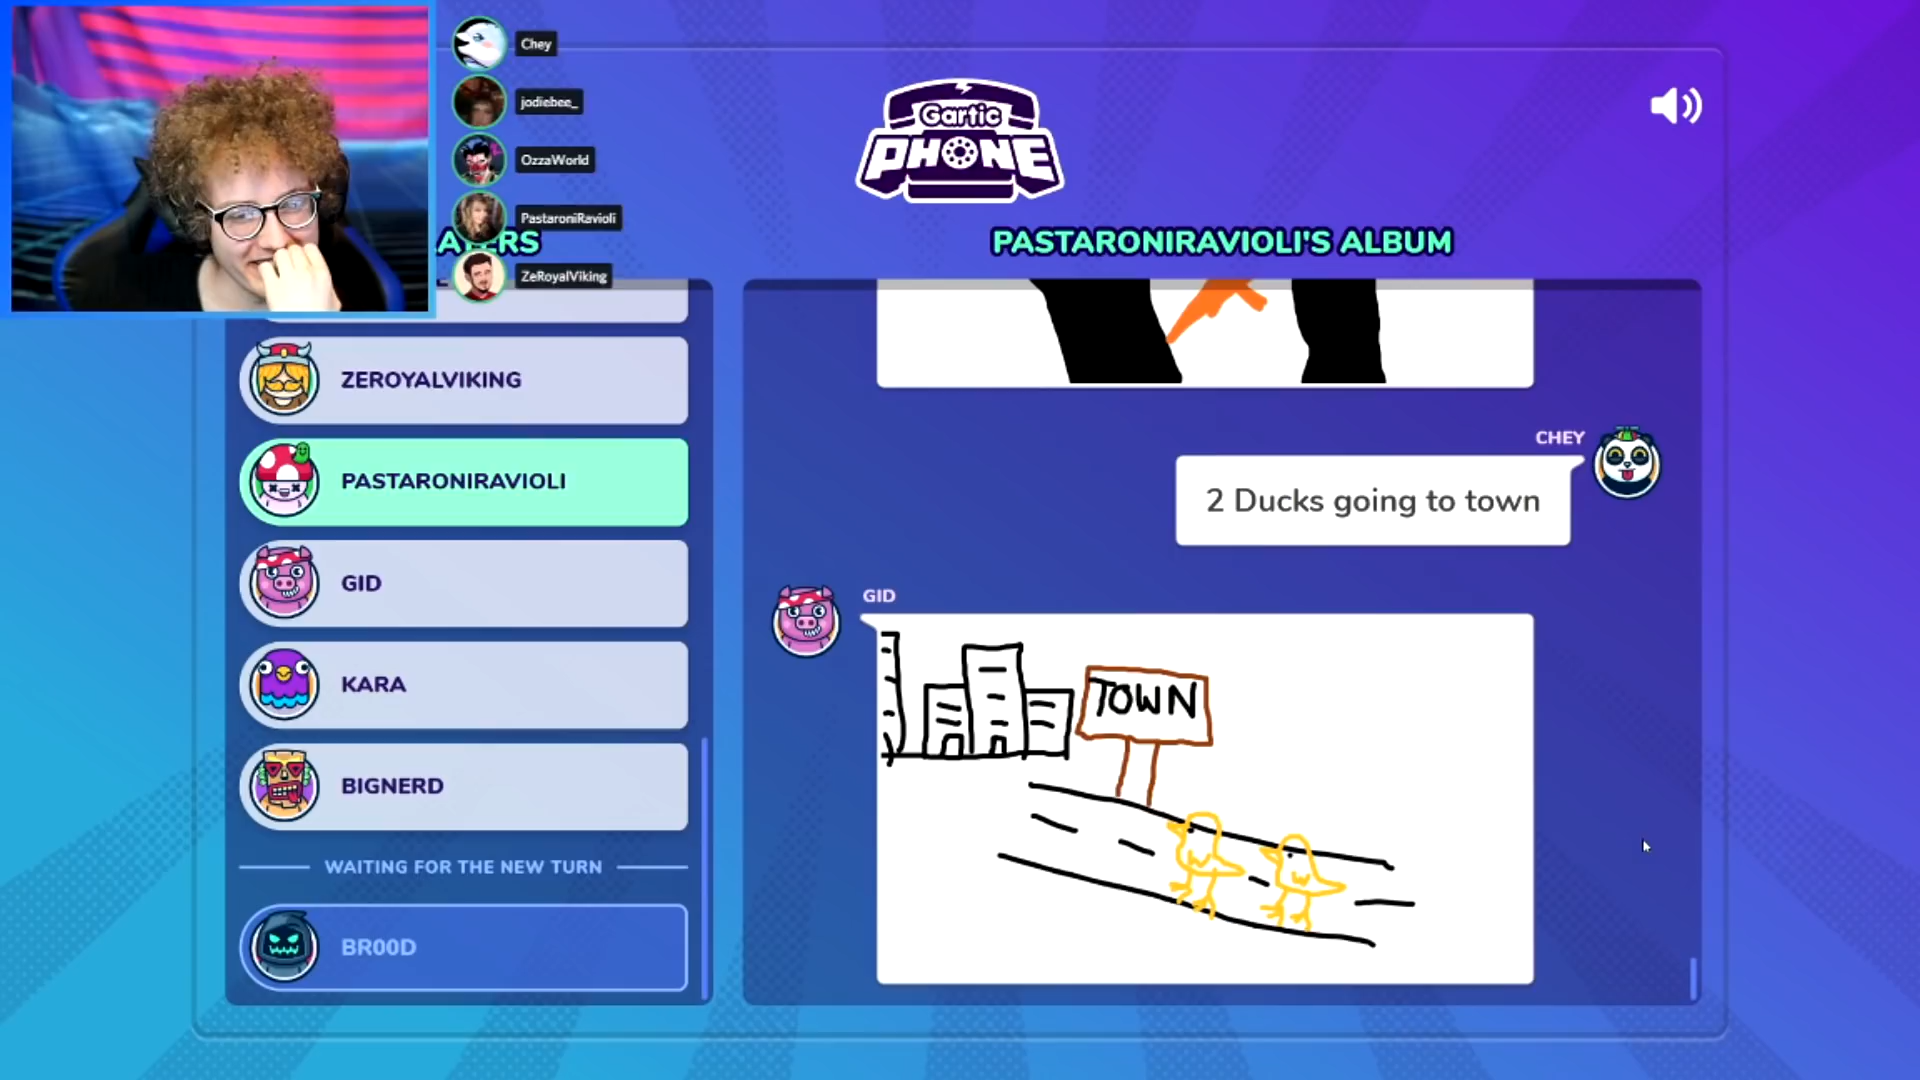 Chey
jodiebee_
OzzaWorld
PastaroniRavioli
ZeRoyalViking
Gartic
PHONE
PASTARONIRAVIOLI'S ALBUM
ZEROYALVIKING
PASTARONIRAVIOLI
GID
KARA
BIGNERD
WAITING FOR THE NEW TURN
BR00D
CHEY
2 Ducks going to town
GID
TOWN